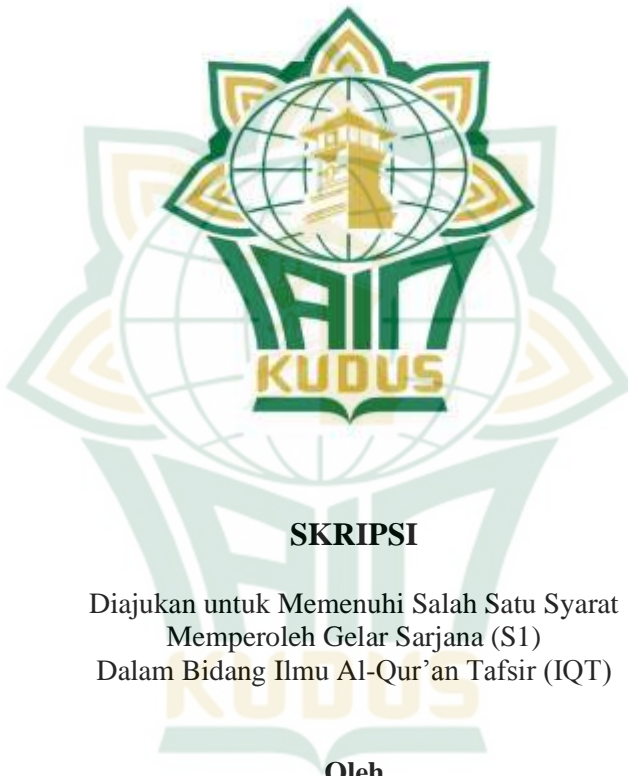 IAIN
KUDUS
SKRIPSI
Diajukan untuk Memenuhi Salah Satu Syarat
Memperoleh Gelar Sarjana (S1)
Dalam Bidang Ilmu Al-Qur’an Tafsir (IQT)
Oleh